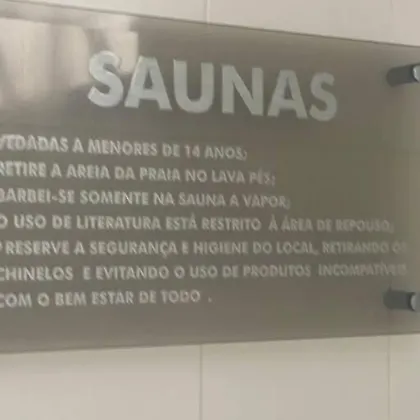 SAUNAS
VEDADAS A MENORES DE 14 ANOS;
RETIRE A AREIA DA PRAIA NO LAVA PÉS;
BARBEI-SE SOMENTE NA SAUNA A VAPOR;
O USO DE LITERATURA ESTÁ RESTRITO À ÁREA DE REPOUSO;
PRESERVE A SEGURANÇA E HIGIENE DO LOCAL, RETIRANDO OS
CHINELOS E EVITANDO O USO DE PRODUTOS INCOMPATÍVEIS
COM O BEM ESTAR DE TODO .